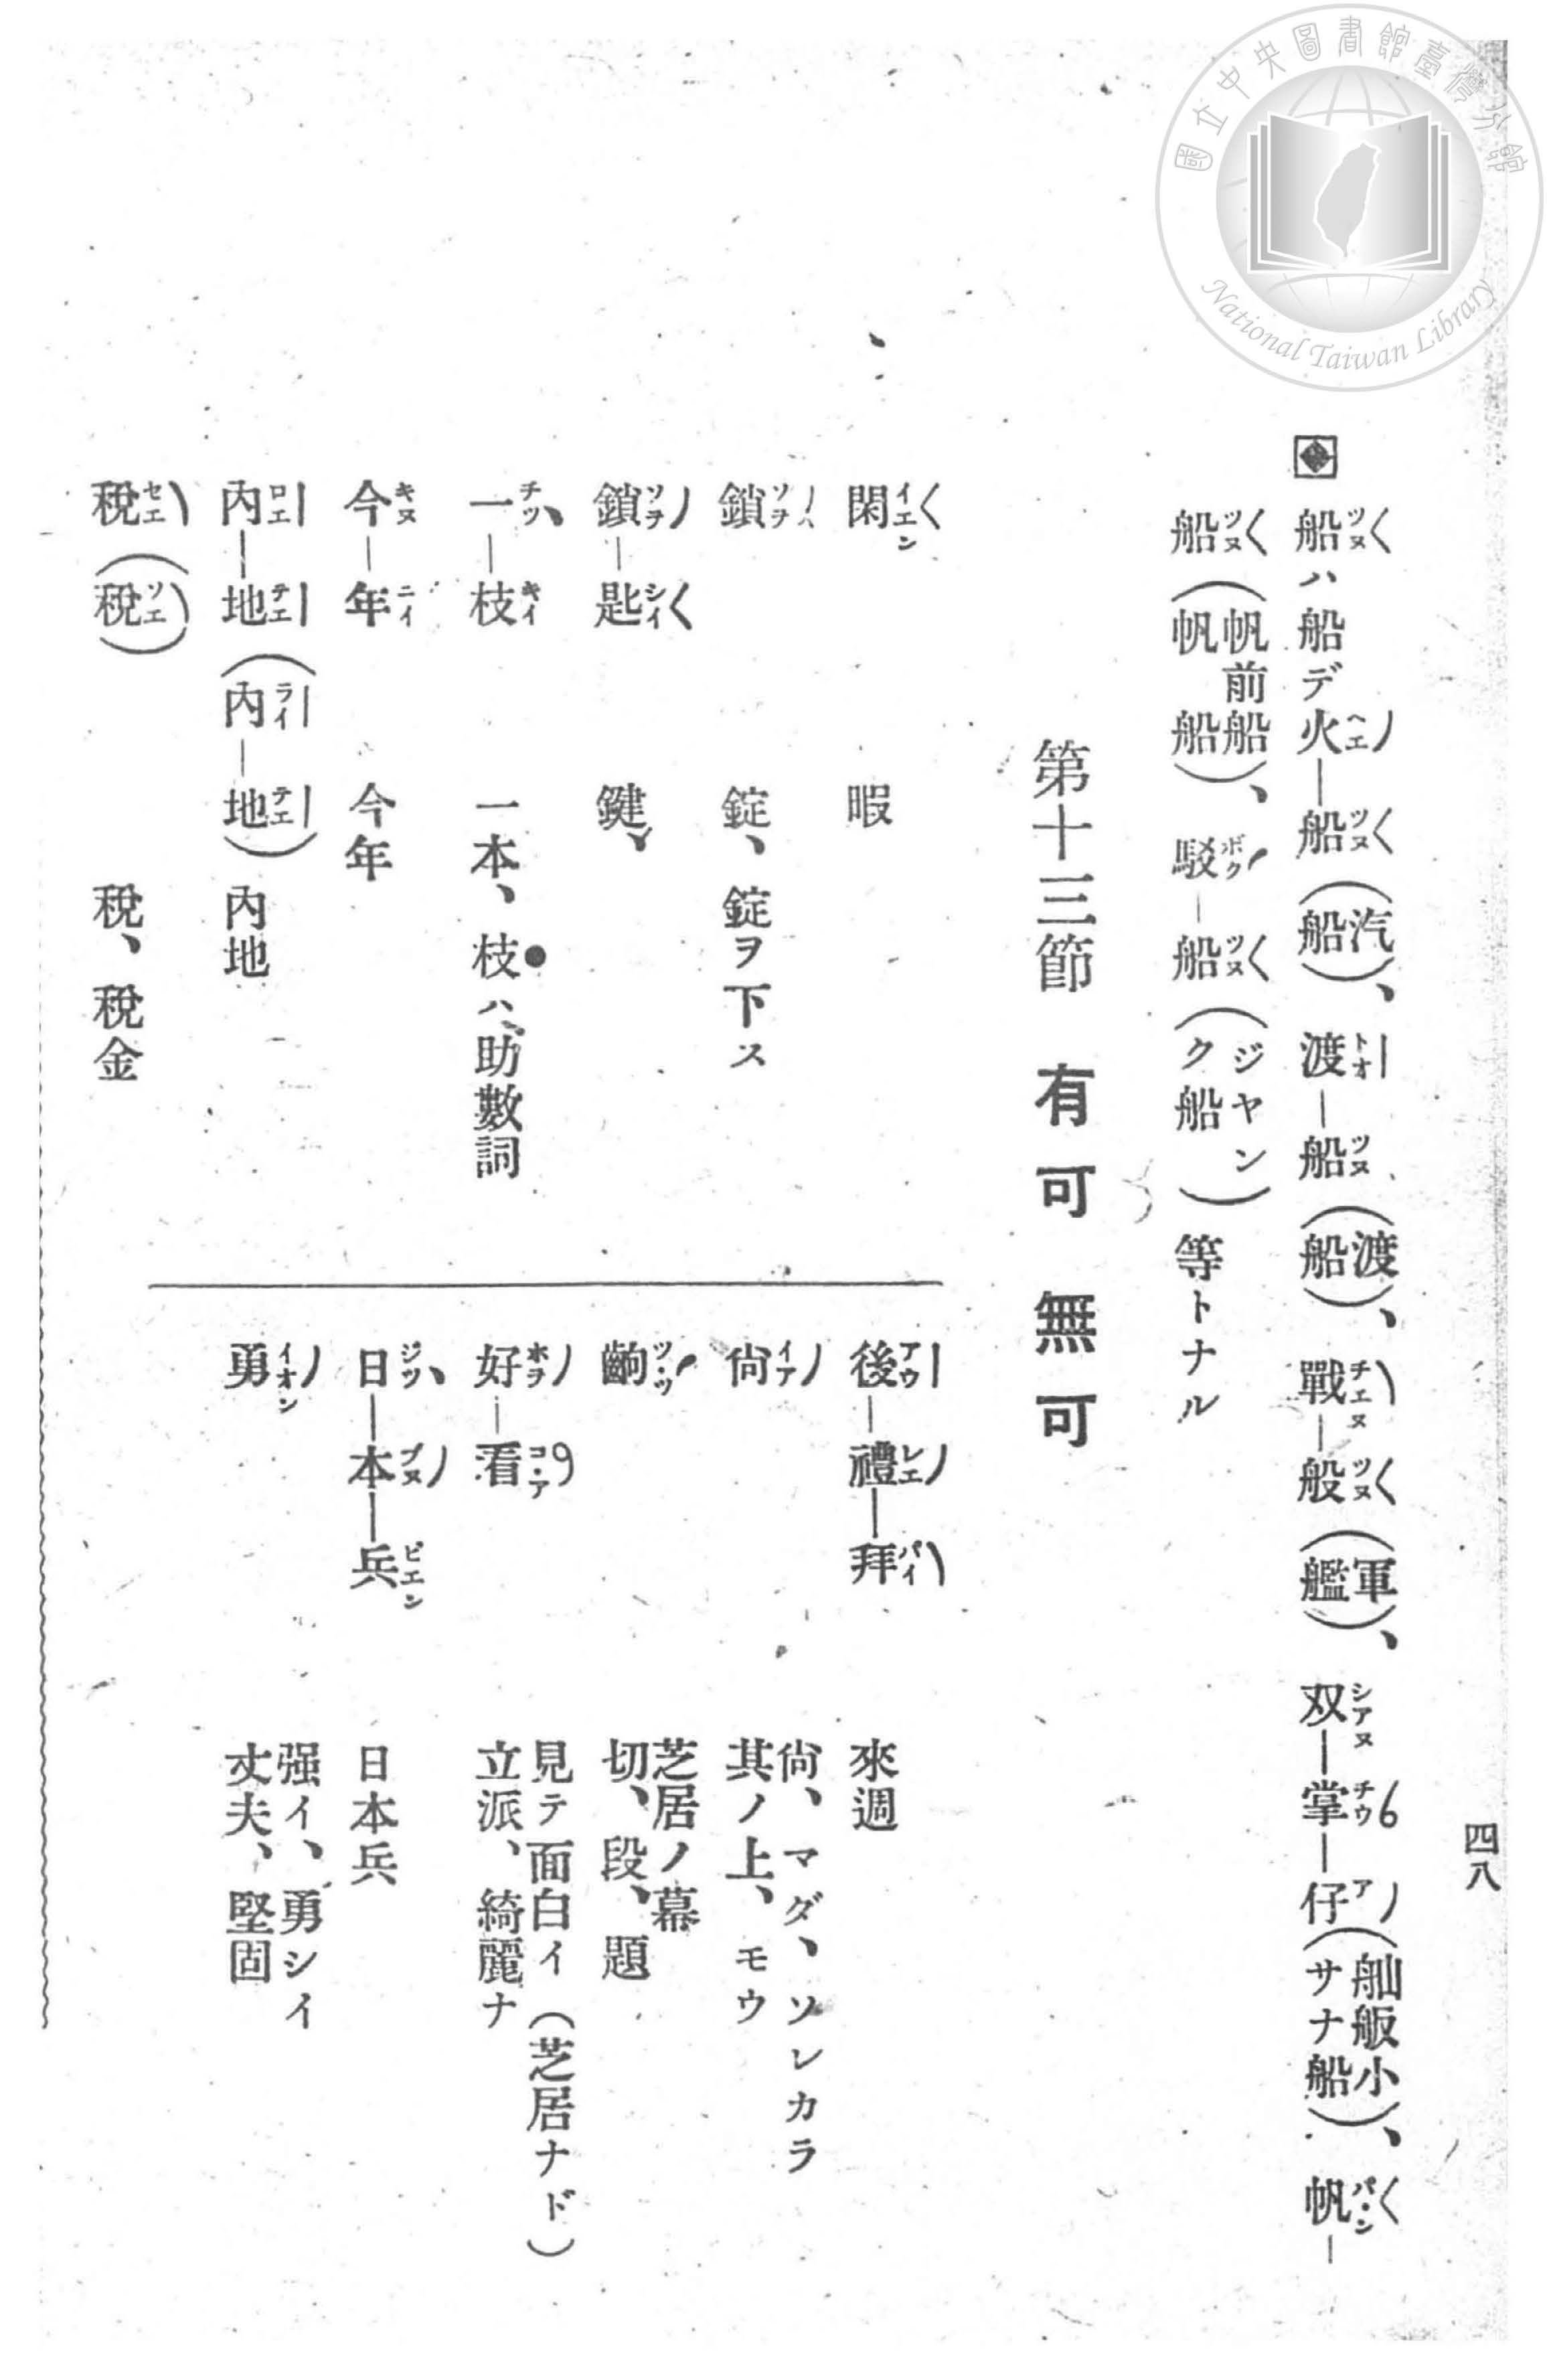 國立中央圖書館臺灣分館
National Taiwan Library
四八
船ハ船デ火―船(汽船)、渡―船(渡船)、戰―船(軍艦)、双―掌―仔(舢舨小サナ船)、帆―
船(帆前船帆船)、駁―船(ジヤンク船)等トナル
第十三節 有可無可
閑 暇
鎖 錠、錠ヲ下ス
鎖―匙 鍵、
一―枝 一本、枝ハ助數詞
今―年 今年
內―地(內―地) 內地
稅(稅) 稅、稅金
後―禮―拜 來週
尙 尙、マダ、ソレカラ
其ノ上、モウ
齣 芝居ノ幕
切、段、題
好―看 見テ面白イ(芝居ナド)
立派、綺麗ナ
日―本―兵 日本兵
勇 强イ、勇シイ
丈夫、堅固